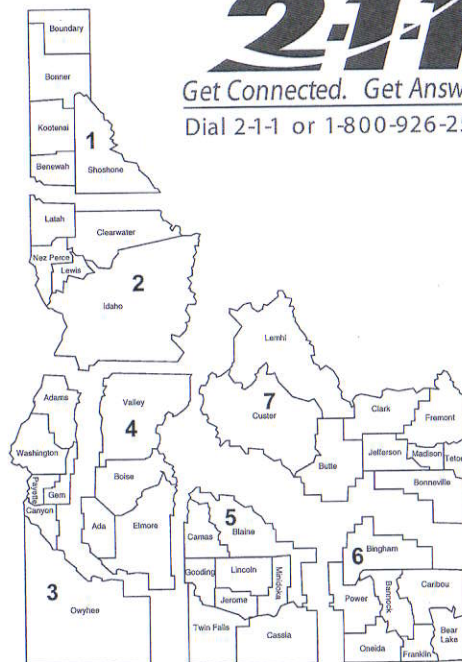 2-1-1
Get Connected. Get Answ
Dial 2-1-1 or 1-800-926-25
Boundary
Bonner
Kootenai
1
Benewah
Shoshone
Latah
Clearwater
Nez Perce
Lewis
2
Idaho
Lemhi
Adams
Valley
7
Custer
Clark
Fremont
4
Washington
Jefferson
Madison
Teton
Butte
Boise
Payette
Gem
Canyon
Bonneville
Ada
Elmore
5
Camas
Blaine
6
Bingham
Gooding
Lincoln
Minidoka
Caribou
3
Power
Bannock
Jerome
Owyhee
Twin Falls
Cassia
Bear
Lake
Oneida
Franklin